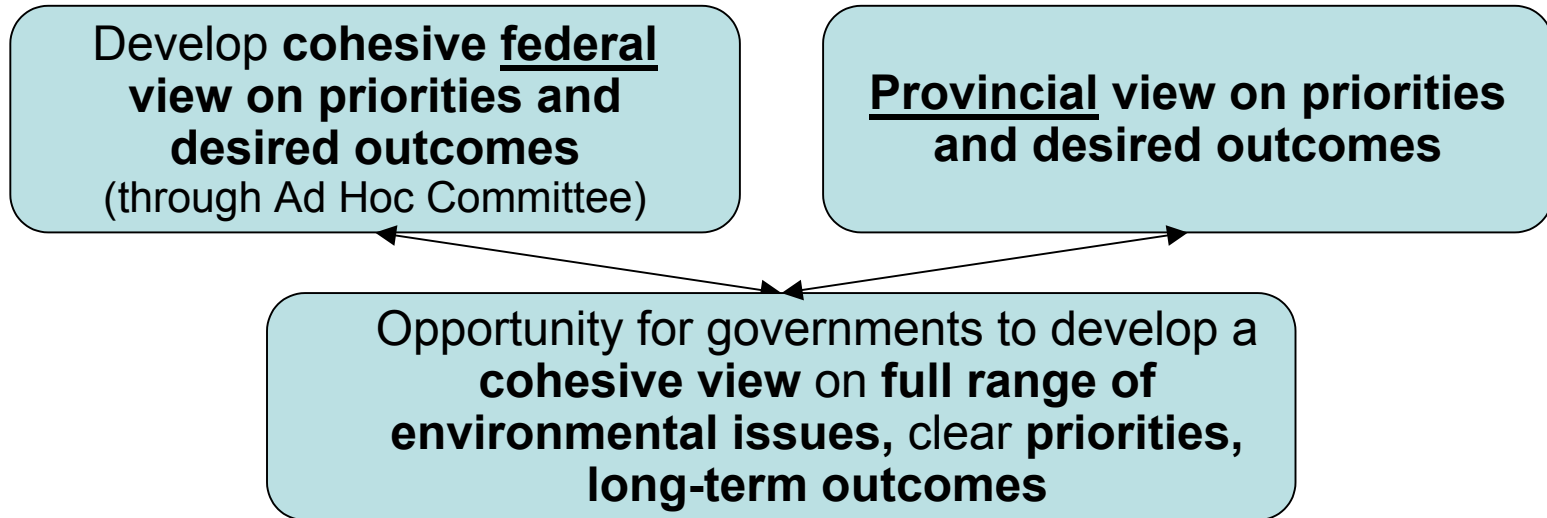 Develop cohesive federal
view on priorities and
desired outcomes
(through Ad Hoc Committee)
Provincial view on priorities
and desired outcomes
Opportunity for governments to develop a
cohesive view on full range of
environmental issues, clear priorities,
long-term outcomes